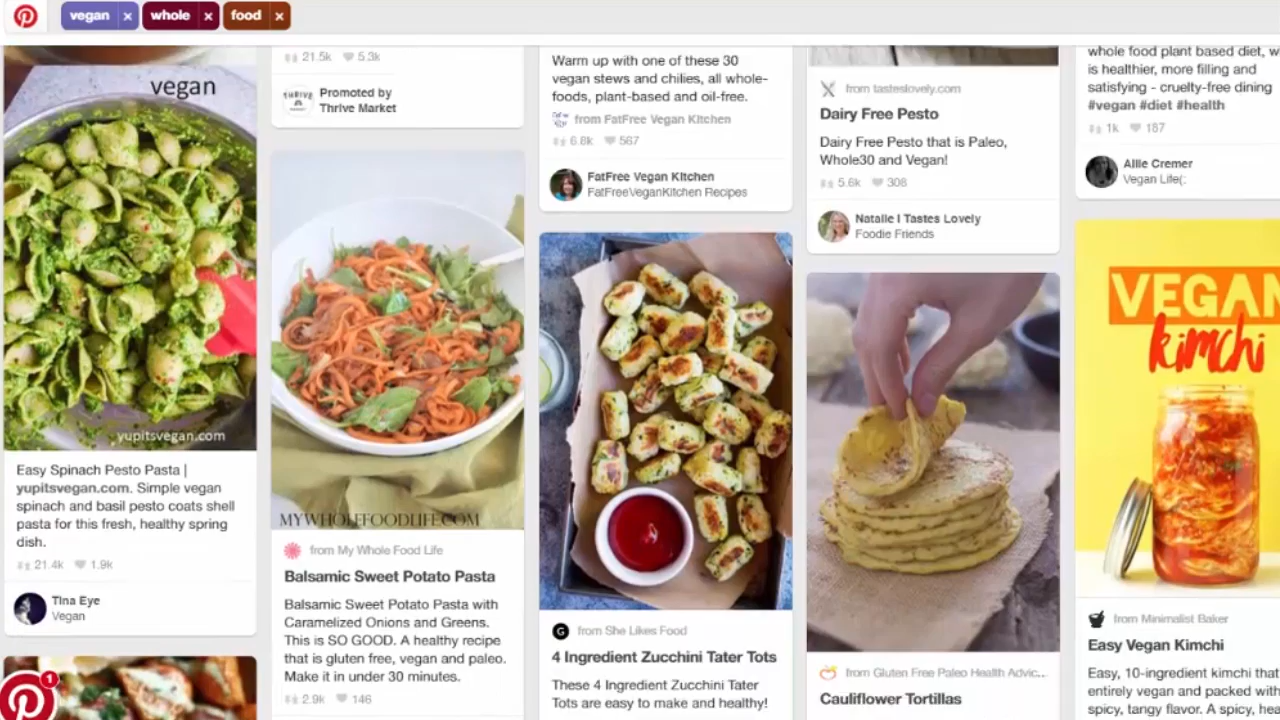 vegan ×
whole ×
food ×
vegan
yupitsvegan.com
Easy Spinach Pesto Pasta |
yupitsvegan.com. Simple vegan
spinach and basil pesto coats shell
pasta for this fresh, healthy spring
dish.
21.4k 1.9k
Tina Eye
Vegan
1
21.5k 5.3k
THRIVE
Promoted by
Thrive Market
MYWHOLEFOODLIFE.COM
from My Whole Food Life
Balsamic Sweet Potato Pasta
Balsamic Sweet Potato Pasta with
Caramelized Onions and Greens.
This is SO GOOD. A healthy recipe
that is gluten free, vegan and paleo.
Make it in under 30 minutes.
2.9k 146
Warm up with one of these 30
vegan stews and chilies, all whole-
foods, plant-based and oil-free.
from FatFree Vegan Kitchen
6.8k 567
FatFree Vegan Kitchen
FatFreeVeganKitchen Recipes
G from She Likes Food
4 Ingredient Zucchini Tater Tots
These 4 Ingredient Zucchini Tater
Tots are easy to make and healthy!
from tasteslovely.com
Dairy Free Pesto
Dairy Free Pesto that is Paleo,
Whole30 and Vegan!
5.6k 308
Natalie | Tastes Lovely
Foodie Friends
from Gluten Free Paleo Health Advic...
Cauliflower Tortillas
whole food plant based diet, w
is healthier, more filling and
satisfying - cruelty-free dining
#vegan #diet #health
1k 187
Allie Cremer
Vegan Life(:
VEGAN
kimchi
from Minimalist Baker
Easy Vegan Kimchi
Easy, 10-ingredient kimchi that
entirely vegan and packed with
spicy, tangy flavor. A spicy, hea